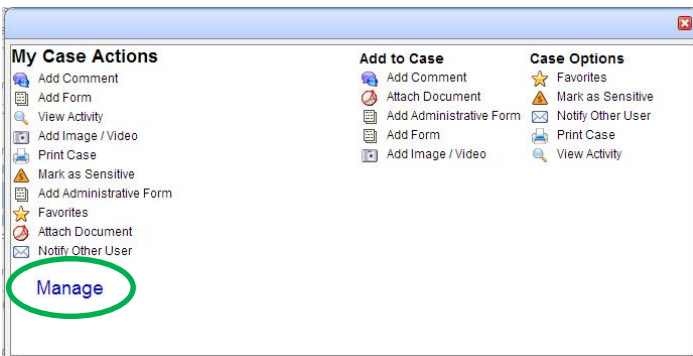 My Case Actions
Add Comment
Add Form
View Activity
Add Image / Video
Print Case
Mark as Sensitive
Add Administrative Form
Favorites
Attach Document
Notify Other User
Manage
Add to Case
Add Comment
Attach Document
Add Administrative Form
Add Form
Add Image / Video
Case Options
Favorites
Mark as Sensitive
Notify Other User
Print Case
View Activity